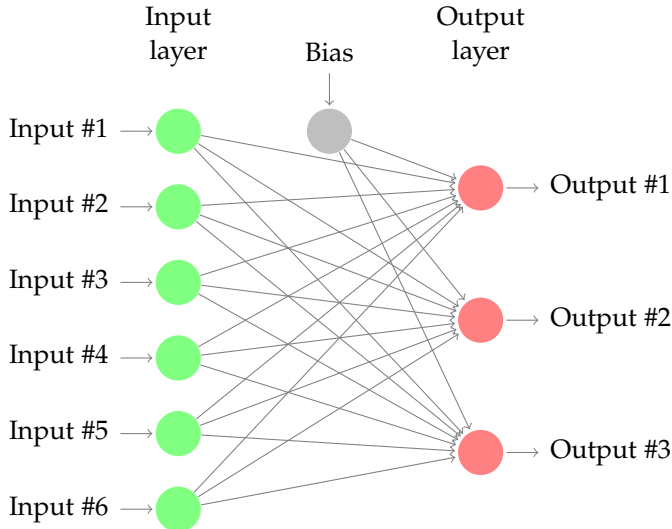 Input
layer
Bias
Output
layer
Input #1
Input #2
Input #3
Input #4
Input #5
Input #6
Output #1
Output #2
Output #3